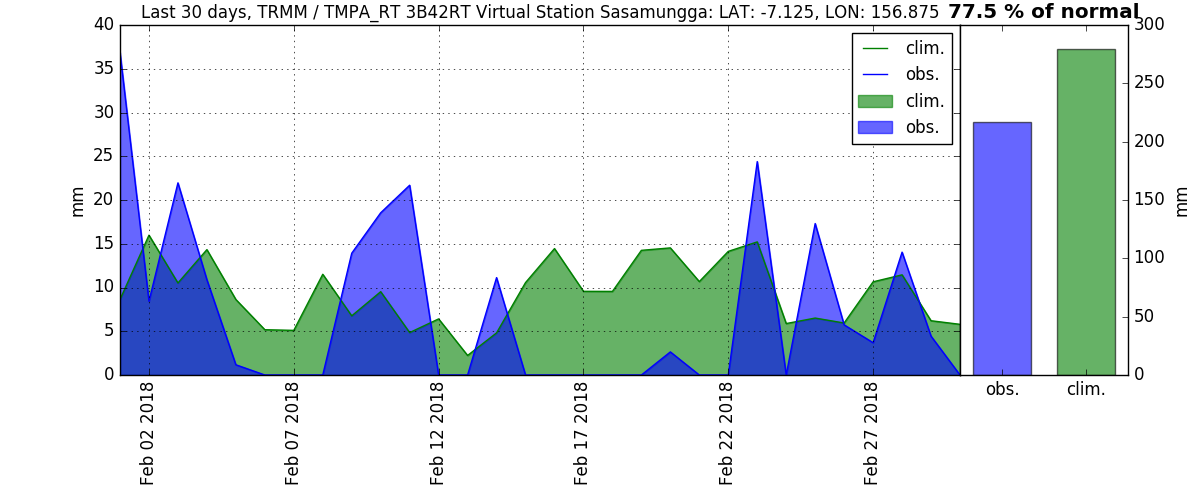 Last 30 days, TRMM / TMPA_RT 3B42RT Virtual Station Sasamungga: LAT: -7.125, LON: 156.875 77.5 % of normal
40
35
30
25
20
15
10
5
0
mm
clim.
obs.
clim.
obs.
300
250
200
150
100
50
0
mm
obs. clim.
Feb 02 2018
Feb 07 2018
Feb 12 2018
Feb 17 2018
Feb 22 2018
Feb 27 2018